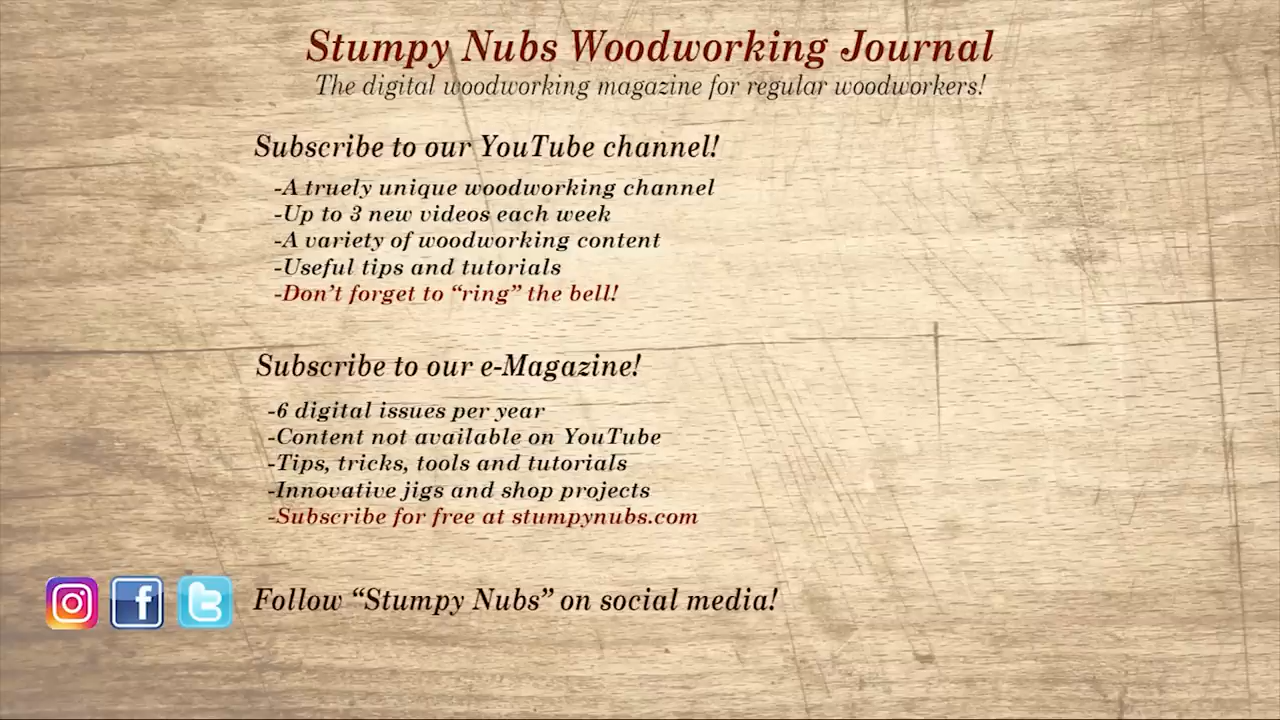 Stumpy Nubs Woodworking Journal
The digital woodworking magazine for regular woodworkers!
Subscribe to our YouTube channel!
-A truely unique woodworking channel
-Up to 3 new videos each week
-A variety of woodworking content
-Useful tips and tutorials
-Don't forget to “ring” the bell!
Subscribe to our e-Magazine!
-6 digital issues per year
-Content not available on YouTube
-Tips, tricks, tools and tutorials
-Innovative jigs and shop projects
-Subscribe for free at stumpynubs.com
Follow “Stumpy Nubs” on social media!